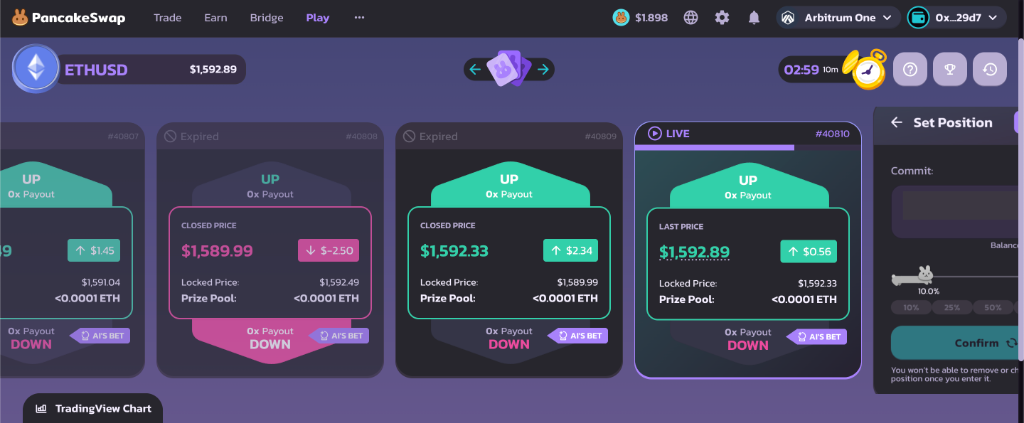 PancakeSwap
Trade
Earn
Bridge
Play
$1.898
Arbitrum One
0x...29d7
ETHUSD
$1,592.89
02:59 10m
#40807
UP
0x Payout
$1.45
$1,591.04
<0.0001 ETH
0x Payout
AI'S BET
DOWN
Expired
#40809
UP
0x Payout
CLOSED PRICE
$1,589.99
$-2.50
Locked Price:
$1,592.49
Prize Pool:
<0.0001 ETH
0x Payout
AI'S BET
DOWN
Expired
#40809
UP
0x Payout
CLOSED PRICE
$1,592.33
$2.34
Locked Price:
$1,589.99
Prize Pool:
<0.0001 ETH
0x Payout
AI'S BET
DOWN
LIVE
#40810
UP
0x Payout
LAST PRICE
$1,592.89
$0.56
Locked Price:
$1,592.33
Prize Pool:
<0.0001 ETH
0x Payout
AI'S BET
DOWN
Set Position
Commit:
Balance
10.0%
10%
25%
50%
Confirm
You won't be able to remove or ch
position once you enter it.
TradingView Chart